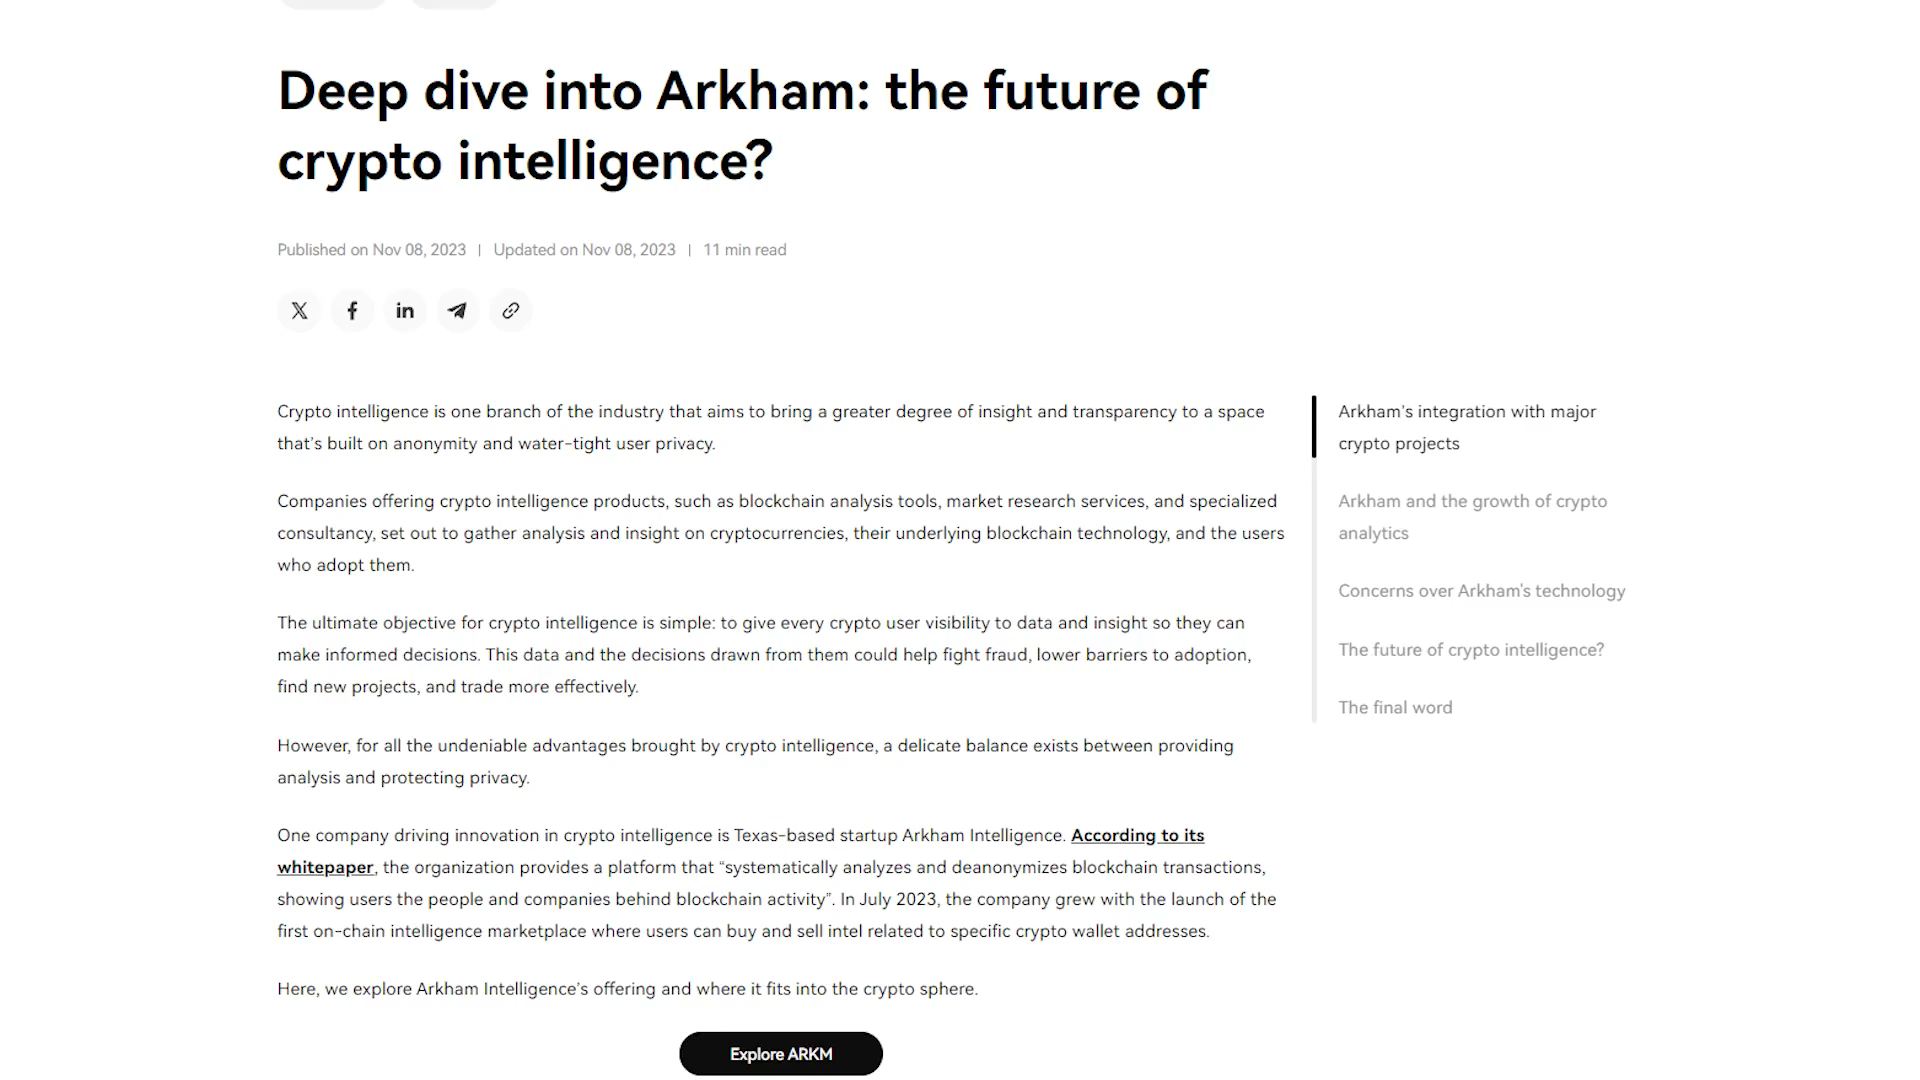 Deep dive into Arkham: the future of
crypto intelligence?
Published on Nov 08, 2023 | Updated on Nov 08, 2023 | 11 min read
Crypto intelligence is one branch of the industry that aims to bring a greater degree of insight and transparency to a space
that's built on anonymity and water-tight user privacy.
Companies offering crypto intelligence products, such as blockchain analysis tools, market research services, and specialized
consultancy, set out to gather analysis and insight on cryptocurrencies, their underlying blockchain technology, and the users
who adopt them.
The ultimate objective for crypto intelligence is simple: to give every crypto user visibility to data and insight so they can
make informed decisions. This data and the decisions drawn from them could help fight fraud, lower barriers to adoption,
find new projects, and trade more effectively.
However, for all the undeniable advantages brought by crypto intelligence, a delicate balance exists between providing
analysis and protecting privacy.
One company driving innovation in crypto intelligence is Texas-based startup Arkham Intelligence. According to its
whitepaper, the organization provides a platform that “systematically analyzes and deanonymizes blockchain transactions,
showing users the people and companies behind blockchain activity”. In July 2023, the company grew with the launch of the
first on-chain intelligence marketplace where users can buy and sell intel related to specific crypto wallet addresses.
Here, we explore Arkham Intelligence's offering and where it fits into the crypto sphere.
Explore ARKM
Arkham's integration with major
crypto projects
Arkham and the growth of crypto
analytics
Concerns over Arkham's technology
The future of crypto intelligence?
The final word